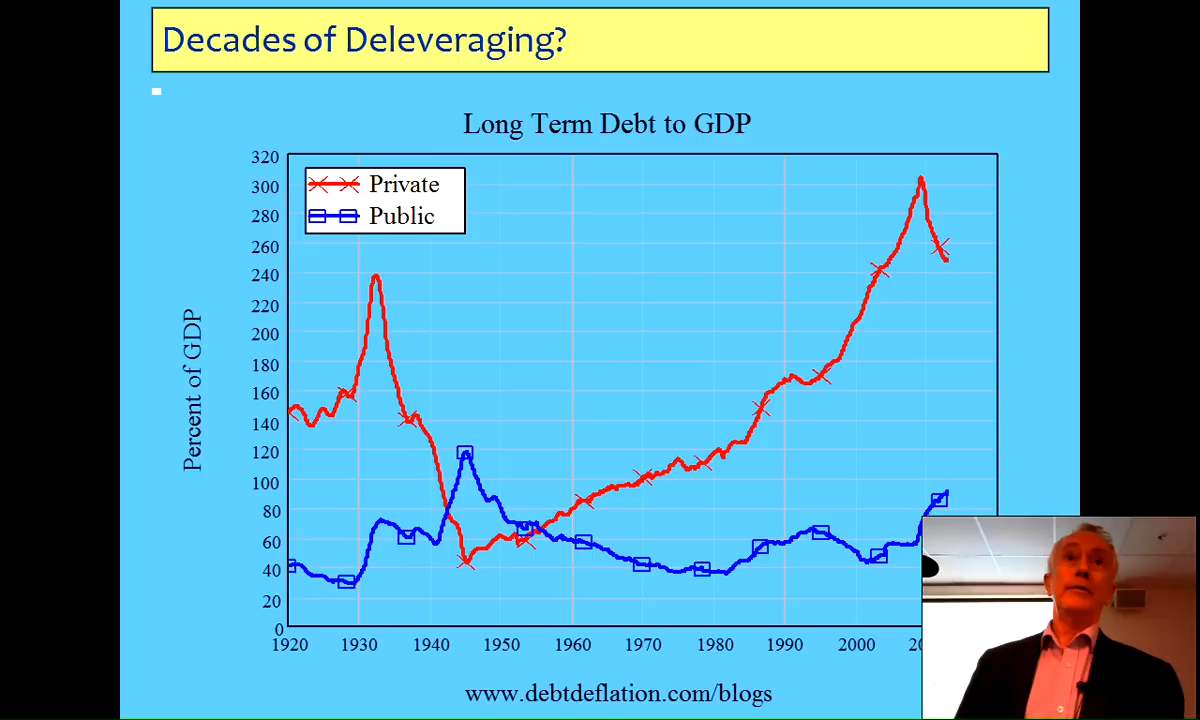 Decades of Deleveraging?
Long Term Debt to GDP
Private
Public
Percent of GDP
320
300
280
260
240
220
200
180
160
140
120
100
80
60
40
20
0
1920 1930 1940 1950 1960 1970 1980 1990 2000
www.debtdeflation.com/blogs